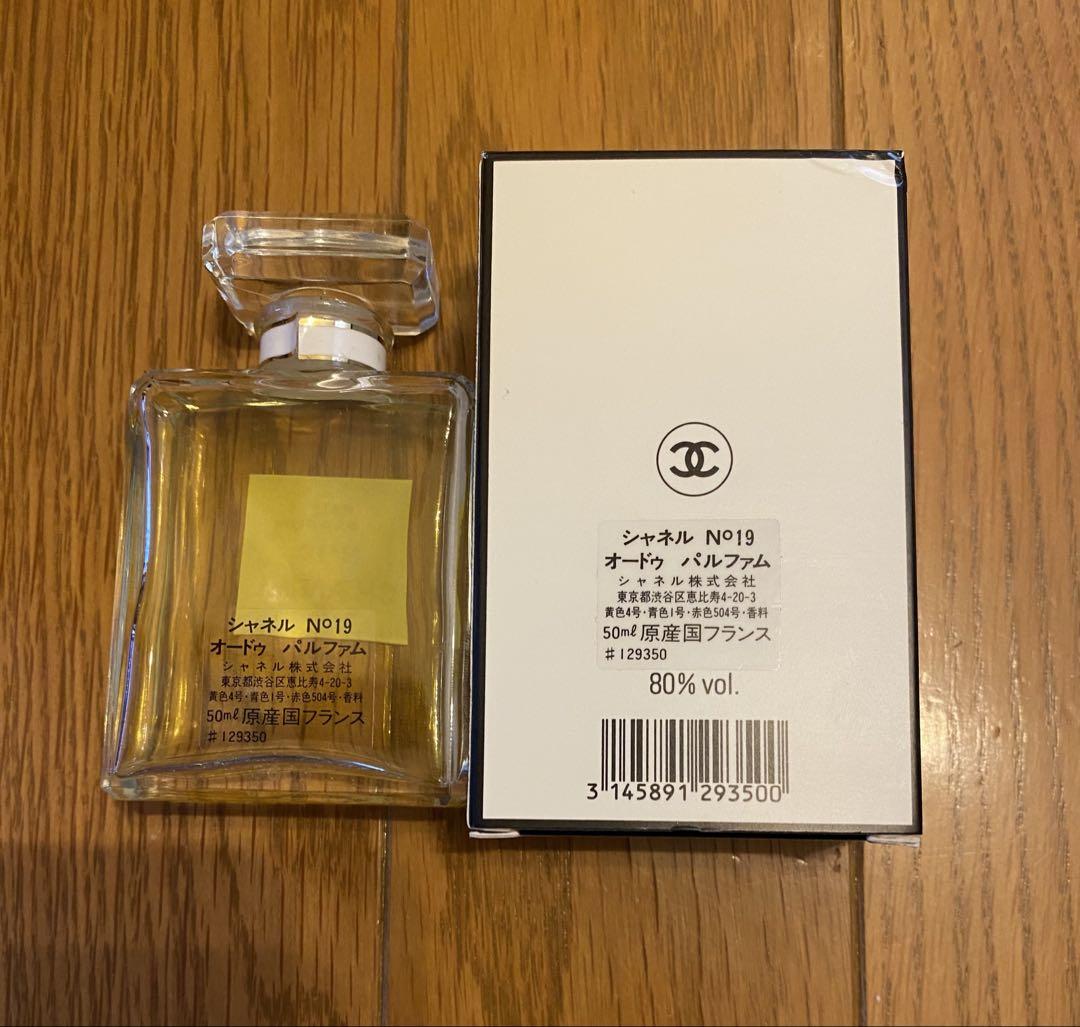 シャネル Nº19
オードゥ パルファム
シャネル株式会社
東京都渋谷区恵比寿4-20-3
黄色4号・青色1号・赤色504号・香料
50ml 原産国フランス
#129350
シャネル Nº19
オードゥ パルファム
シャネル株式会社
東京都渋谷区恵比寿4-20-3
黄色4号・青色1号・赤色504号・香料
50ml 原産国フランス
#129350
80% vol.
3 145891 293500